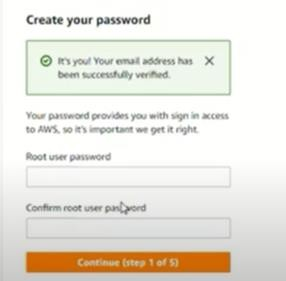 Create your password
It's you! Your email address has
been successfully verified.
Your password provides you with sign in access
to AWS, so it's important we get it right.
Root user password
Confirm root user password
Continue (step 1 of 5)